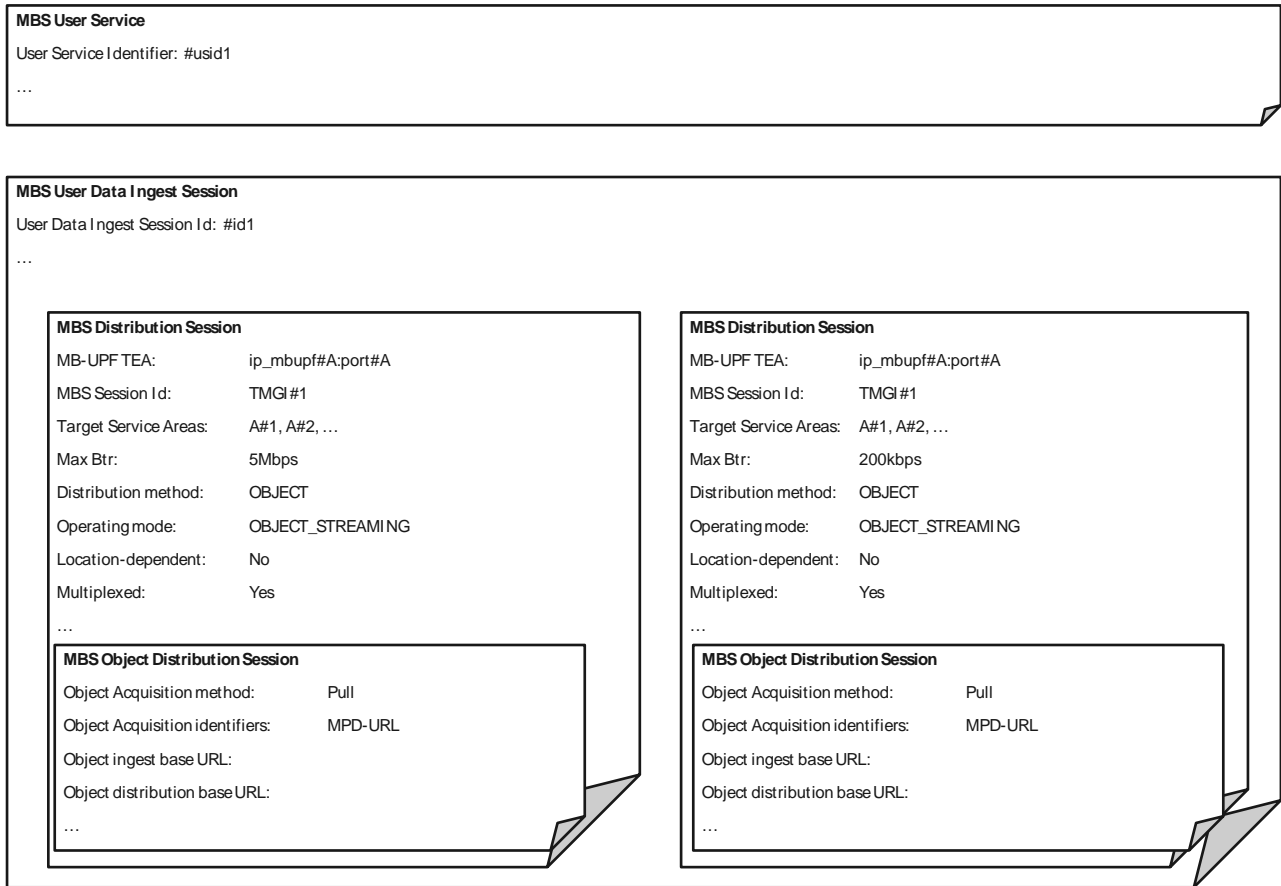 MBS User Service
User Service Identifier: #usid1
…
MBS User Data Ingest Session
User Data Ingest Session Id: #id1
…
MBS Distribution Session
MB-UPF TEA: ip_mbupf#A:port#A
MBS Session Id: TMGI#1
Target Service Areas: A#1, A#2, …
Max Btr: 5Mbps
Distribution method: OBJECT
Operating mode: OBJECT_STREAMING
Location-dependent: No
Multiplexed: Yes
…
MBS Object Distribution Session
Object Acquisition method: Pull
Object Acquisition identifiers: MPD-URL
Object ingest base URL:
Object distribution base URL:
…
MBS Distribution Session
MB-UPF TEA: ip_mbupf#A:port#A
MBS Session Id: TMGI#1
Target Service Areas: A#1, A#2, …
Max Btr: 200kbps
Distribution method: OBJECT
Operating mode: OBJECT_STREAMING
Location-dependent: No
Multiplexed: Yes
…
MBS Object Distribution Session
Object Acquisition method: Pull
Object Acquisition identifiers: MPD-URL
Object ingest base URL:
Object distribution base URL:
…